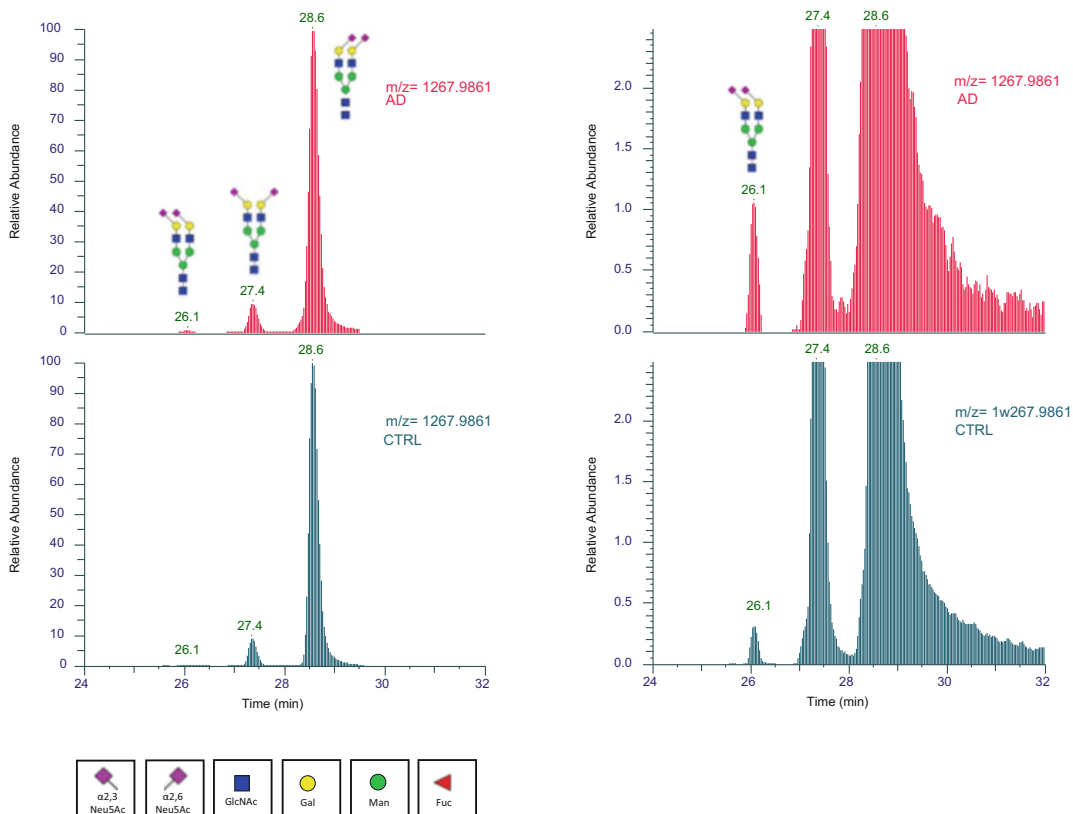 28.6
100
90
80
70
60
50
40
30
20
10
0
Relative Abundance
m/z= 1267.9861
AD
26.1
27.4
27.4
28.6
2.0
1.5
1.0
0.5
0.0
Relative Abundance
m/z= 1267.9861
AD
26.1
28.6
100
90
80
70
60
50
40
30
20
10
0
Relative Abundance
m/z= 1267.9861
CTRL
26.1
27.4
24
26
28
30
32
Time (min)
27.4
28.6
2.0
1.5
1.0
0.5
0.0
Relative Abundance
m/z= 1w267.9861
CTRL
26.1
24
26
28
30
32
Time (min)
α2,3
Neu5Ac
α2,6
Neu5Ac
GlcNAc
Gal
Man
Fuc